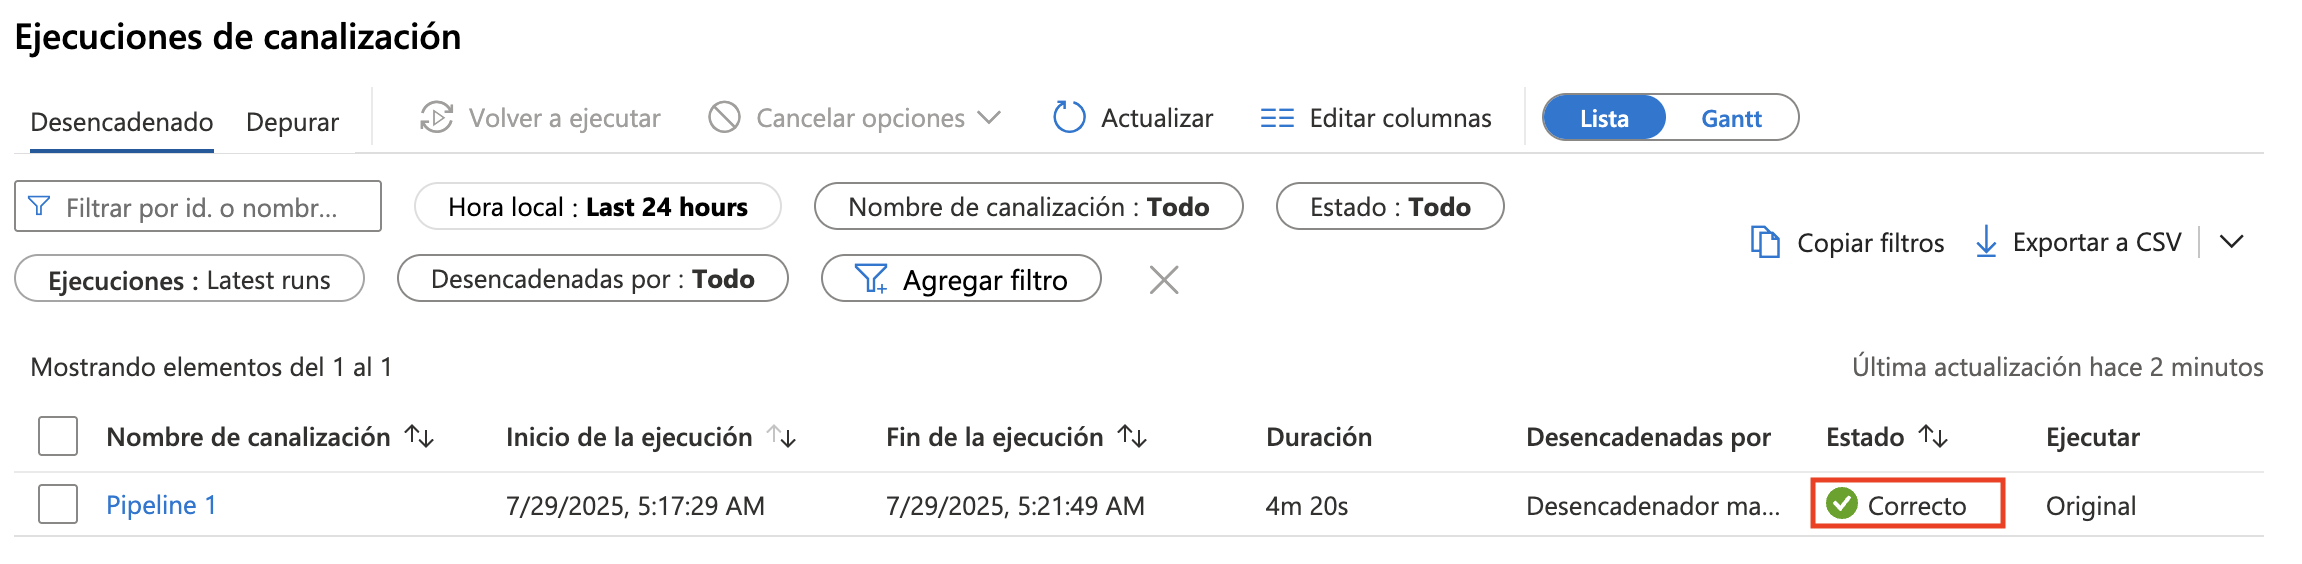 Ejecuciones de canalización
Desencadenado Depurar Volver a ejecutar Cancelar opciones Actualizar Editar columnas Lista Gantt
Filtrar por id. o nombr... Hora local : Last 24 hours Nombre de canalización : Todo Estado : Todo
Copiar filtros Exportar a CSV
Ejecuciones : Latest runs Desencadenadas por : Todo Agregar filtro
Mostrando elementos del 1 al 1 Última actualización hace 2 minutos
Nombre de canalización Inicio de la ejecución Fin de la ejecución Duración Desencadenadas por Estado Ejecutar
Pipeline 1 7/29/2025, 5:17:29 AM 7/29/2025, 5:21:49 AM 4m 20s Desencadenador ma... Correcto Original